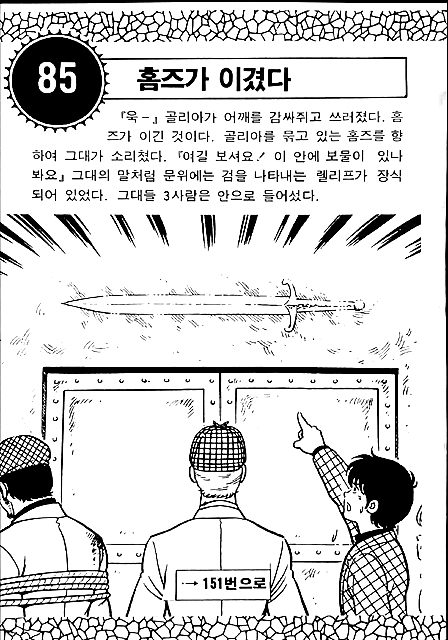 85
홈즈가 이겼다
『욱－』 골리아가 어깨를 감싸쥐고 쓰러졌다. 홈
즈가 이긴 것이다. 골리아를 묶고 있는 홈즈를 향
하여 그대가 소리쳤다. 『여길 보셔요! 이 안에 보물이 있나
봐요』 그대의 말처럼 문위에는 검을 나타내는 렐리프가 장식
되어 있었다. 그대들 3사람은 안으로 들어섰다.
→ 151번으로